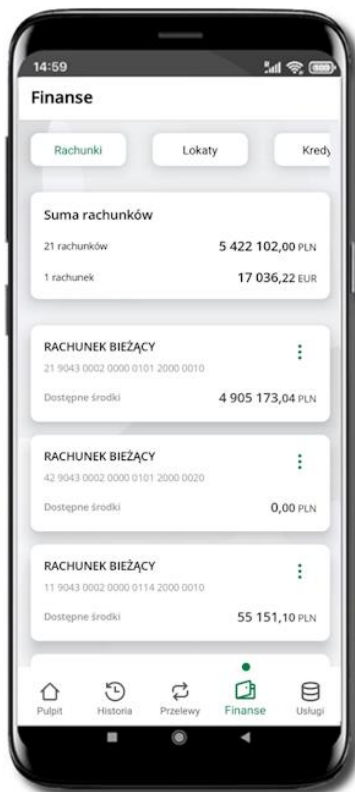 14:59
Finanse
Rachunki Lokaty Kredy
Suma rachunków
21 rachunków 5 422 102,00 PLN
1 rachunek 17 036,22 EUR
RACHUNEK BIEŻĄCY
21 9043 0002 0000 0101 2000 0010
Dostępne środki 4 905 173,04 PLN
RACHUNEK BIEŻĄCY
42 9043 0002 0000 0101 2000 0020
Dostępne środki 0,00 PLN
RACHUNEK BIEŻĄCY
11 9043 0002 0000 0114 2000 0010
Dostępne środki 55 151,10 PLN
Pulpit Historia Przelewy Finanse Usługi